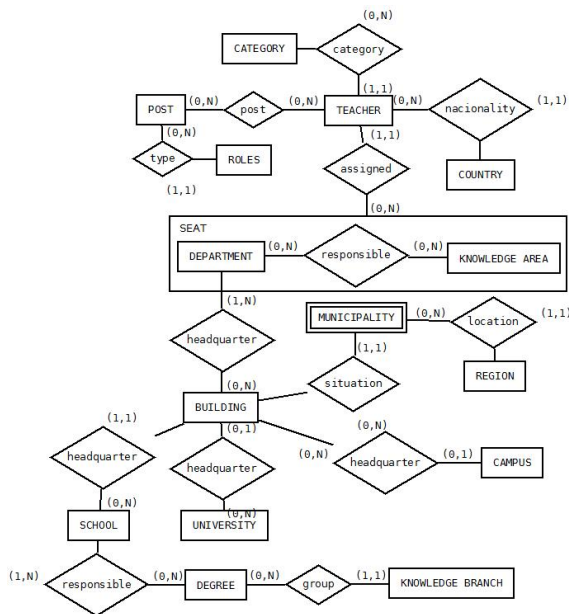 (0,N)
CATEGORY category
(1,1)
POST (0,N) post (0,N) TEACHER (0,N) nacionality (1,1)
(0,N) (1,1)
type ROLES assigned COUNTRY
(1,1)
(0,N)
SEAT
DEPARTMENT (0,N) responsible (0,N) KNOWLEDGE AREA
(1,N)
MUNICIPALITY (0,N) location (1,1)
headquarter (1,1)
REGION
situation
(0,N)
BUILDING
(1,1) (0,1) (0,N)
headquarter headquarter (0,N) headquarter (0,1) CAMPUS
(0,N) (0,N)
SCHOOL UNIVERSITY
(1,N) responsible (0,N) DEGREE (0,N) group (1,1) KNOWLEDGE BRANCH